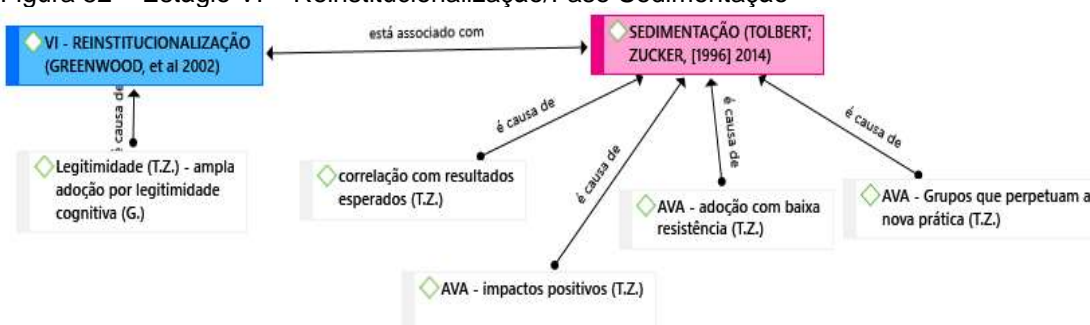 Figura 32 – Estágio VI – Reinstitucionalização/Fase Sedimentação
VI - REINSTITUCIONALIZAÇÃO
(GREENWOOD, et al 2002)
está associado com
SEDIMENTAÇÃO (TOLBERT;
ZUCKER, [1996] 2014)
é causa de
é causa de
é causa de
é causa de
é causa de
Legitimidade (T.Z.) - ampla
adoção por legitimidade
cognitiva (G.)
correlação com resultados
esperados (T.Z.)
AVA - adoção com baixa
resistência (T.Z.)
AVA - Grupos que perpetuam a
nova prática (T.Z.)
AVA - impactos positivos (T.Z.)